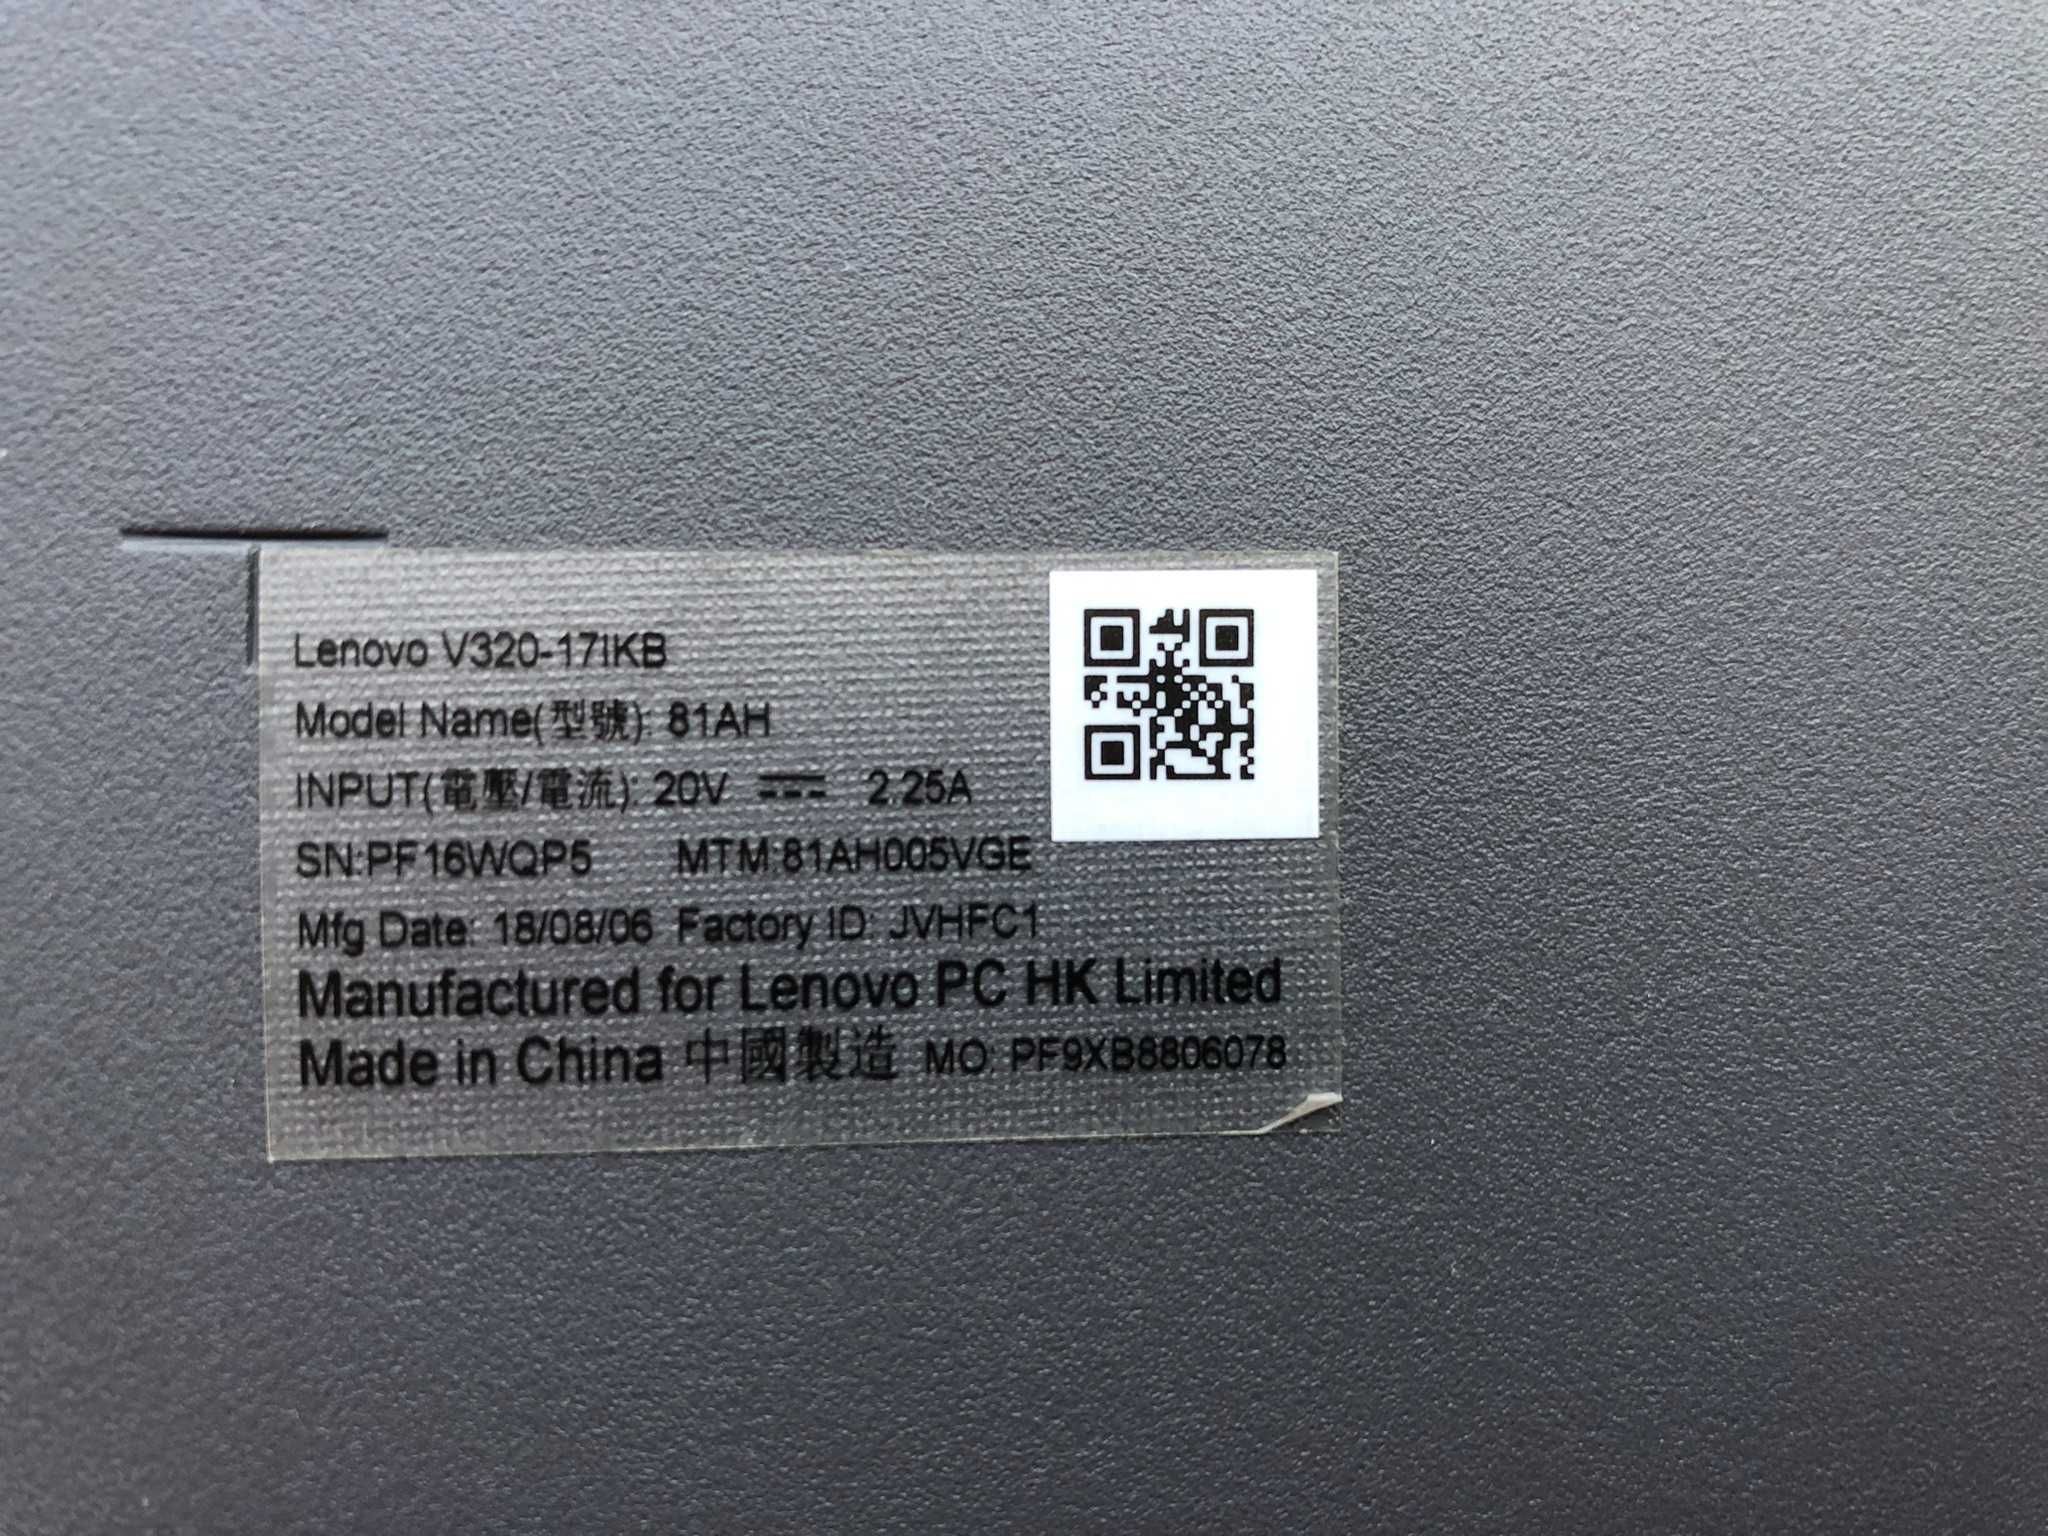 Lenovo V320-17IKB
Model Name(型號): 81AH
INPUT(電壓/電流): 20V ⎓ 2.25A
SN:PF16WQP5 MTM:81AH005VGE
Mfg Date: 18/08/06 Factory ID: JVHFC1
Manufactured for Lenovo PC HK Limited
Made in China 中國製造 MO: PF9XB8806078